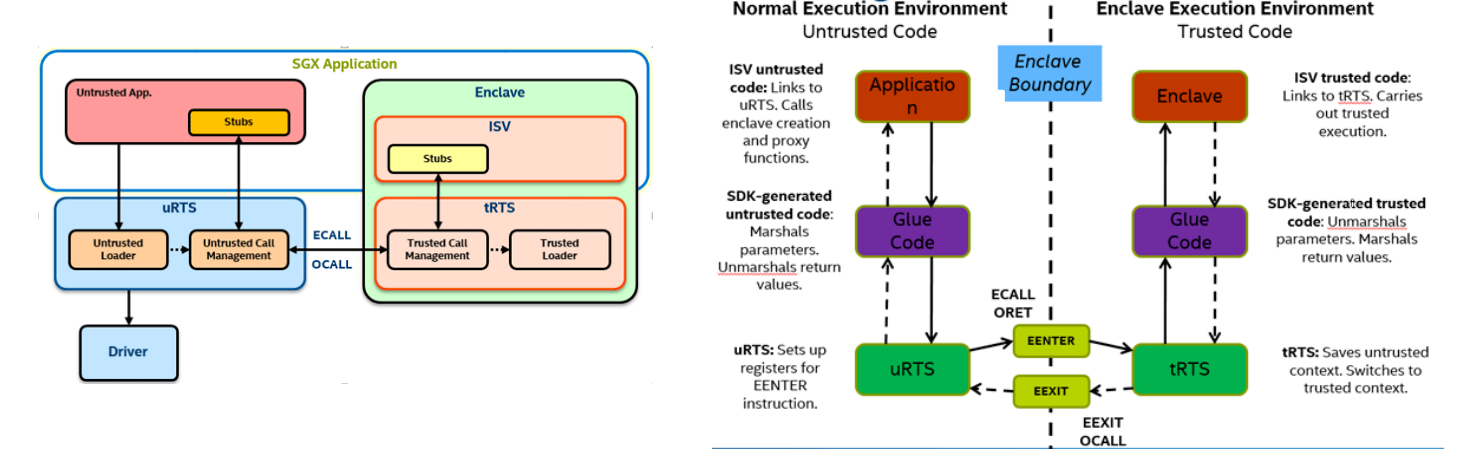 SGX Application
Untrusted App.
Stubs
Enclave
ISV
Stubs
uRTS
Untrusted
Loader
Untrusted Call
Management
ECALL
OCALL
tRTS
Trusted Call
Management
Trusted
Loader
Driver
Normal Execution Environment
Untrusted Code
Enclave Execution Environment
Trusted Code
Enclave
Boundary
ISV untrusted
code: Links to
uRTS. Calls
enclave creation
and proxy
functions.
Applicatio
n
Enclave
ISV trusted code:
Links to tRTS. Carries
out trusted
execution.
SDK-generated
untrusted code:
Marshals
parameters.
Unmarshals return
values.
Glue
Code
Glue
Code
SDK-generated trusted
code: Unmarshals
parameters. Marshals
return values.
ECALL
ORET
uRTS: Sets up
registers for
EENTER
instruction.
uRTS
EENTER
EEXIT
tRTS
tRTS: Saves untrusted
context. Switches to
trusted context.
EEXIT
OCALL